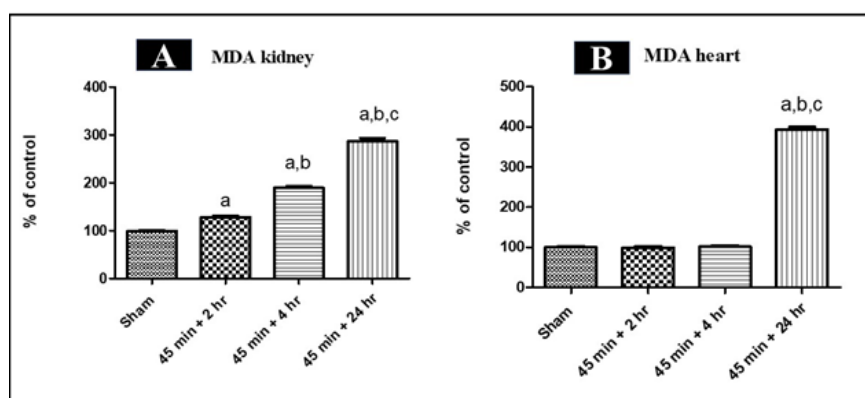 A MDA kidney
% of control
400
300
200
100
0
a
a,b
a,b,c
Sham
45 min + 2 hr
45 min + 4 hr
45 min + 24 hr
B MDA heart
% of control
500
400
300
200
100
0
a,b,c
Sham
45 min + 2 hr
45 min + 4 hr
45 min + 24 hr